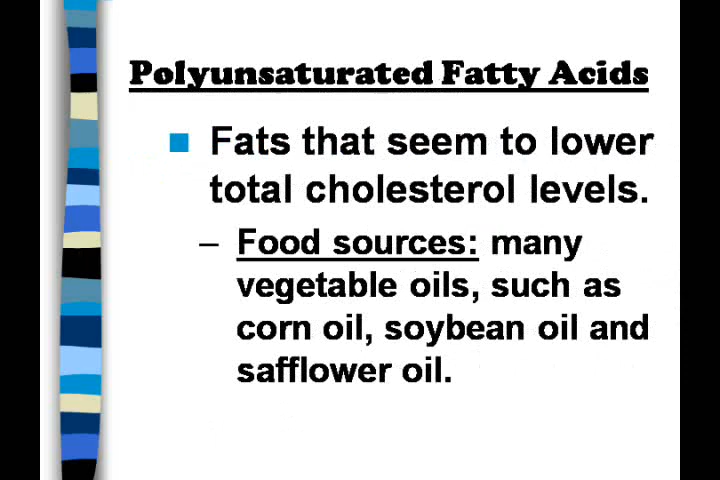 Polyunsaturated Fatty Acids
Fats that seem to lower
total cholesterol levels.
– Food sources: many
vegetable oils, such as
corn oil, soybean oil and
safflower oil.